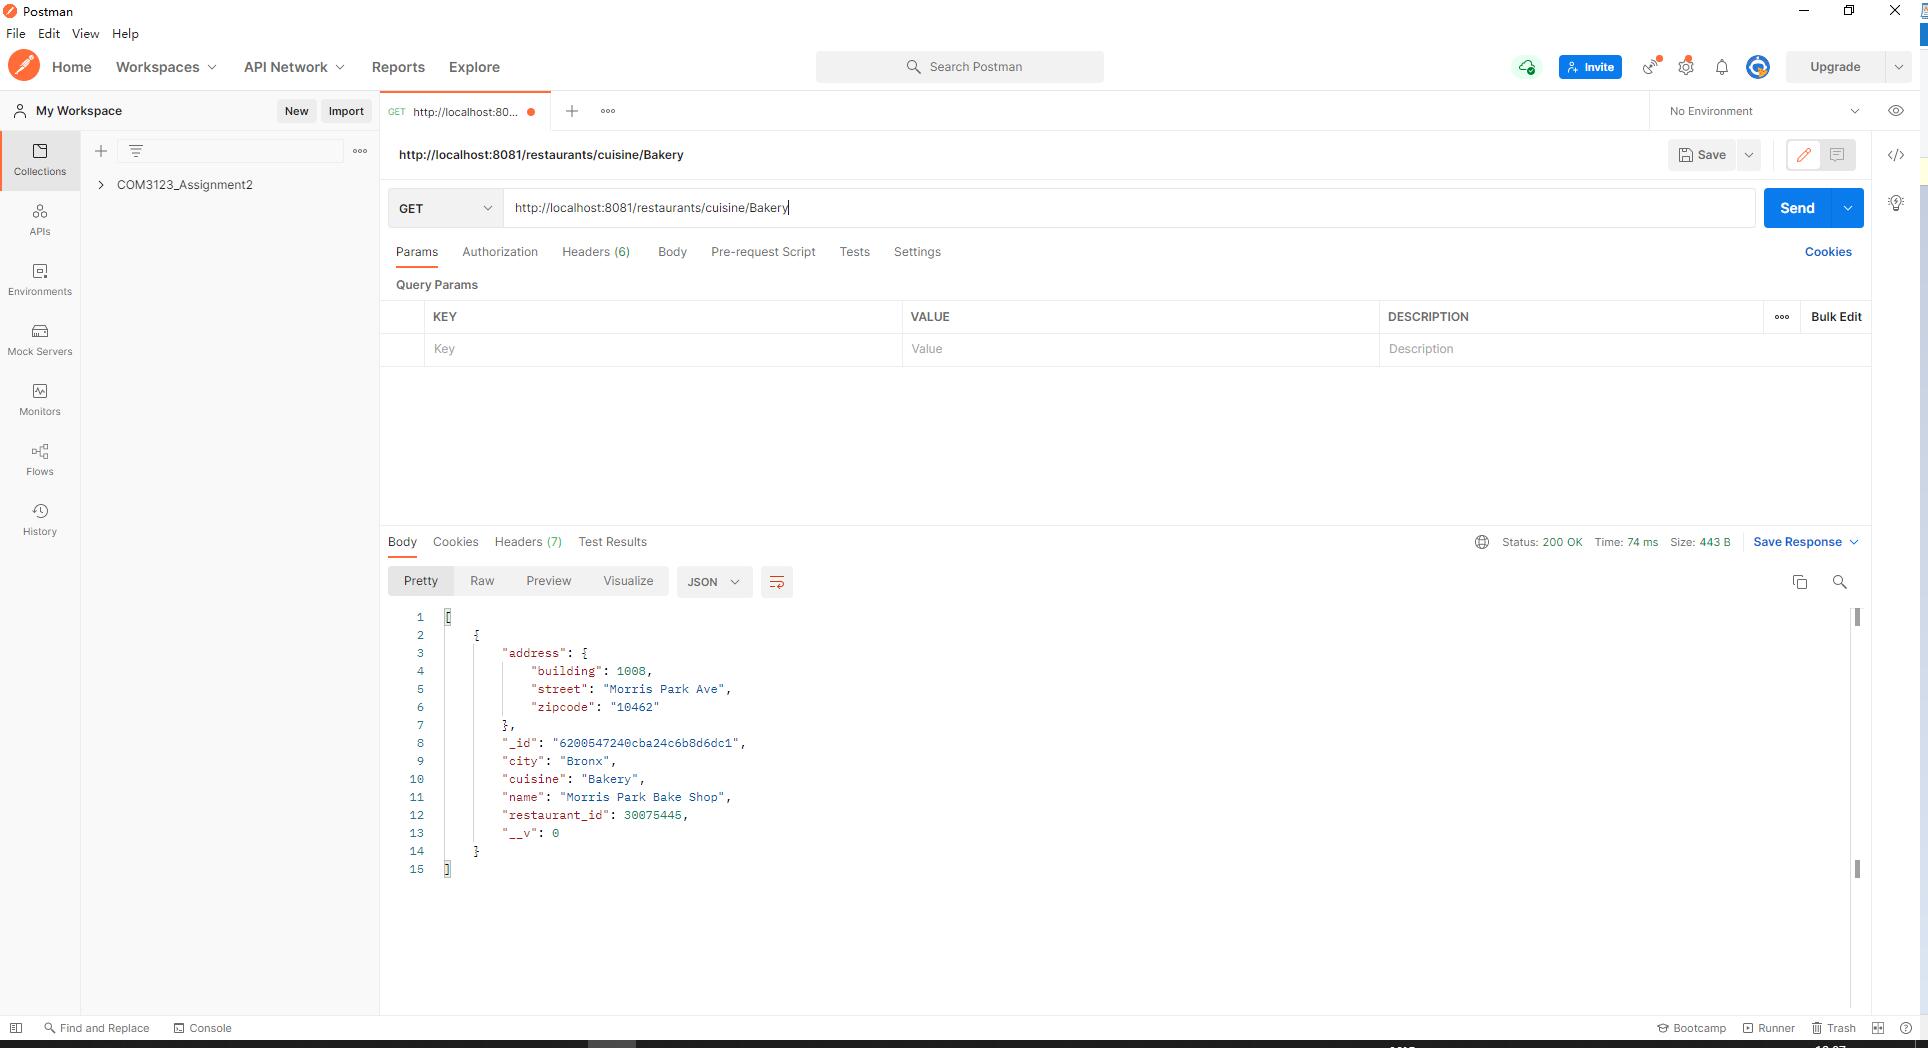 Postman
File Edit View Help
Home Workspaces API Network Reports Explore Search Postman Invite Upgrade
My Workspace New Import GET http://localhost:80... No Environment
Collections
COM3123_Assignment2
APIs
Environments
Mock Servers
Monitors
Flows
History
http://localhost:8081/restaurants/cuisine/Bakery Save
GET http://localhost:8081/restaurants/cuisine/Bakery Send
Params Authorization Headers (6) Body Pre-request Script Tests Settings Cookies
Query Params
KEY VALUE DESCRIPTION Bulk Edit
Key Value Description
Body Cookies Headers (7) Test Results Status: 200 OK Time: 74 ms Size: 443 B Save Response
Pretty Raw Preview Visualize JSON
1 [
2 {
3 "address": {
4 "building": 1008,
5 "street": "Morris Park Ave",
6 "zipcode": "10462"
7 },
8 "_id": "6200547240cba24c6b8d6dc1",
9 "city": "Bronx",
10 "cuisine": "Bakery",
11 "name": "Morris Park Bake Shop",
12 "restaurant_id": 30075445,
13 "__v": 0
14 }
15 ]
Find and Replace Console Bootcamp Runner Trash